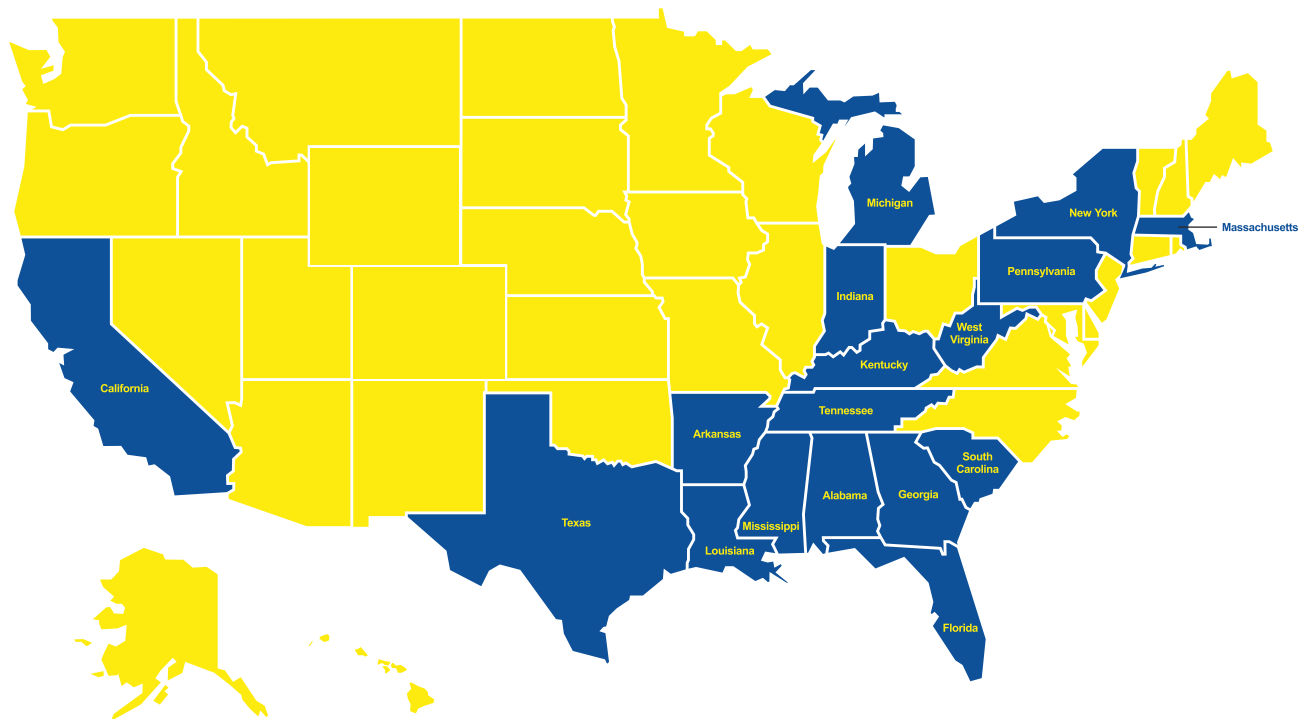 Michigan
New York
Massachusetts
Pennsylvania
Indiana
West
Virginia
Kentucky
California
Tennessee
Arkansas
South
Carolina
Alabama
Georgia
Texas
Mississippi
Louisiana
Florida